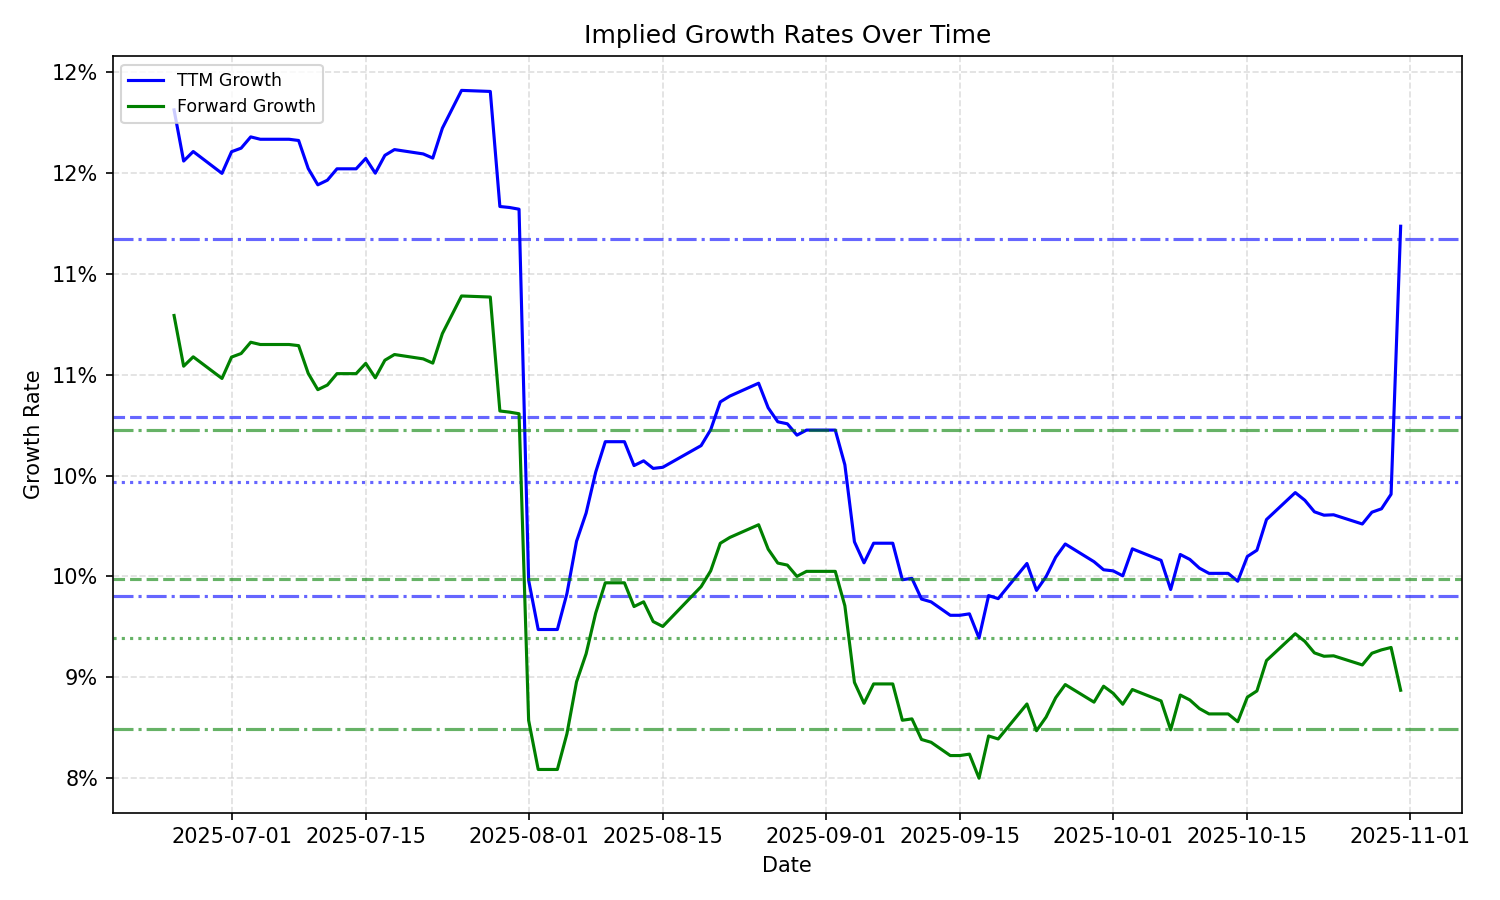 Implied Growth Rates Over Time
TTM Growth
Forward Growth
12%
12%
11%
11%
10%
10%
9%
8%
Growth Rate
2025-07-01 2025-07-15 2025-08-01 2025-08-15 2025-09-01 2025-09-15 2025-10-01 2025-10-15 2025-11-01
Date